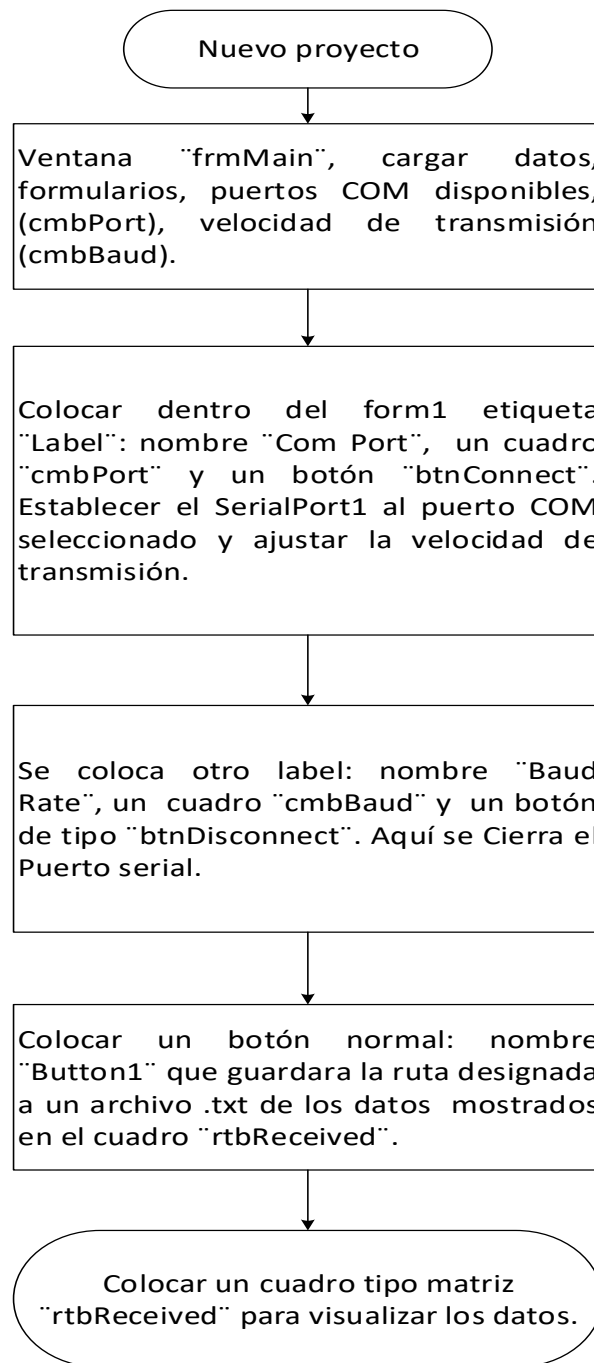 Nuevo proyecto
Ventana ¨frmMain¨, cargar datos,
formularios, puertos COM disponibles,
(cmbPort), velocidad de transmisión
(cmbBaud).
Colocar dentro del form1 etiqueta
¨Label¨: nombre ¨Com Port¨, un cuadro
¨cmbPort¨ y un botón ¨btnConnect¨.
Establecer el SerialPort1 al puerto COM
seleccionado y ajustar la velocidad de
transmisión.
Se coloca otro label: nombre ¨Baud
Rate¨, un cuadro ¨cmbBaud¨ y un botón
de tipo ¨btnDisconnect¨. Aquí se Cierra el
Puerto serial.
Colocar un botón normal: nombre
¨Button1¨ que guardara la ruta designada
a un archivo .txt de los datos mostrados
en el cuadro ¨rtbReceived¨.
Colocar un cuadro tipo matriz
¨rtbReceived¨ para visualizar los datos.